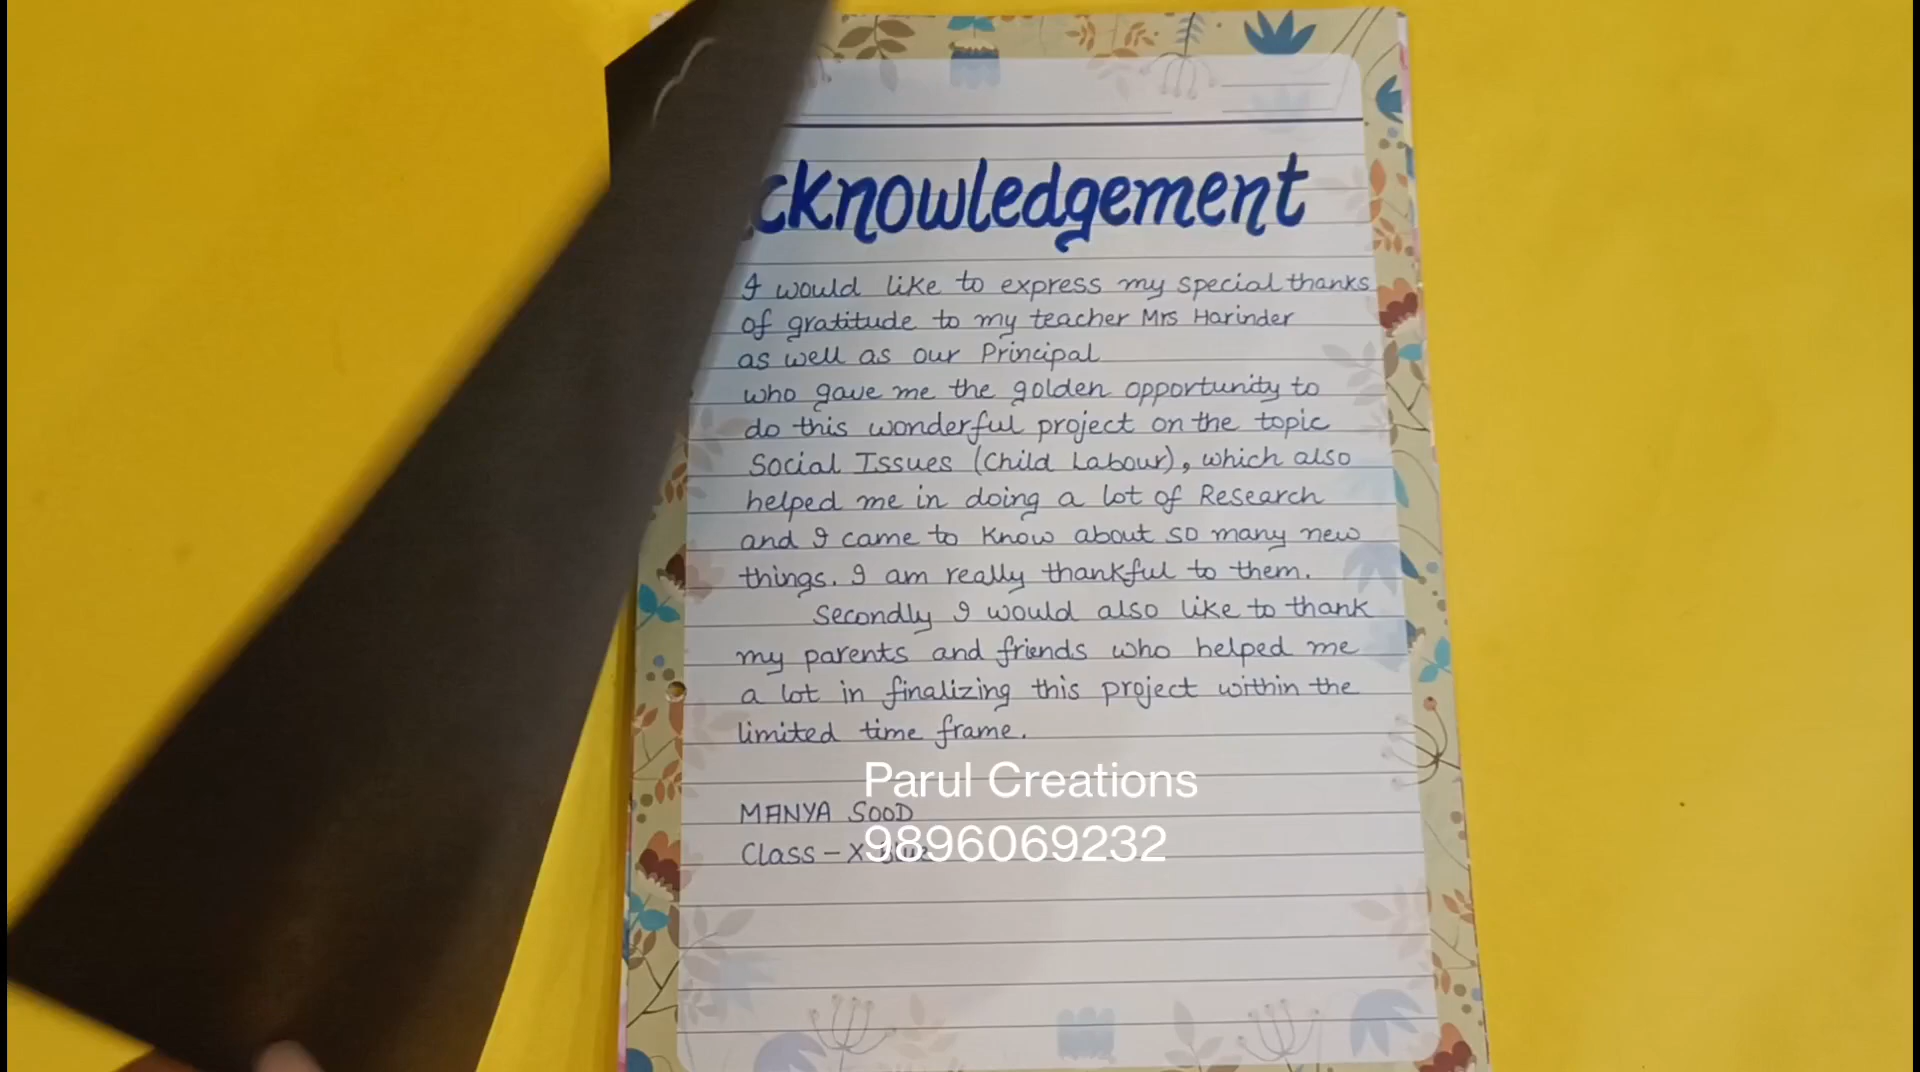 cknowledgement
I would like to express my special thanks
of gratitude to my teacher Mrs Harinder
as well as our Principal
who gave me the golden opportunity to
do this wonderful project on the topic
Social Issues (Child Labour), which also
helped me in doing a lot of Research
and I came to know about so many new
things. I am really thankful to them.
Secondly I would also like to thank
my parents and friends who helped me
a lot in finalizing this project within the
limited time frame.
Parul Creations
MANYA SOOD
9896069232
Class - X